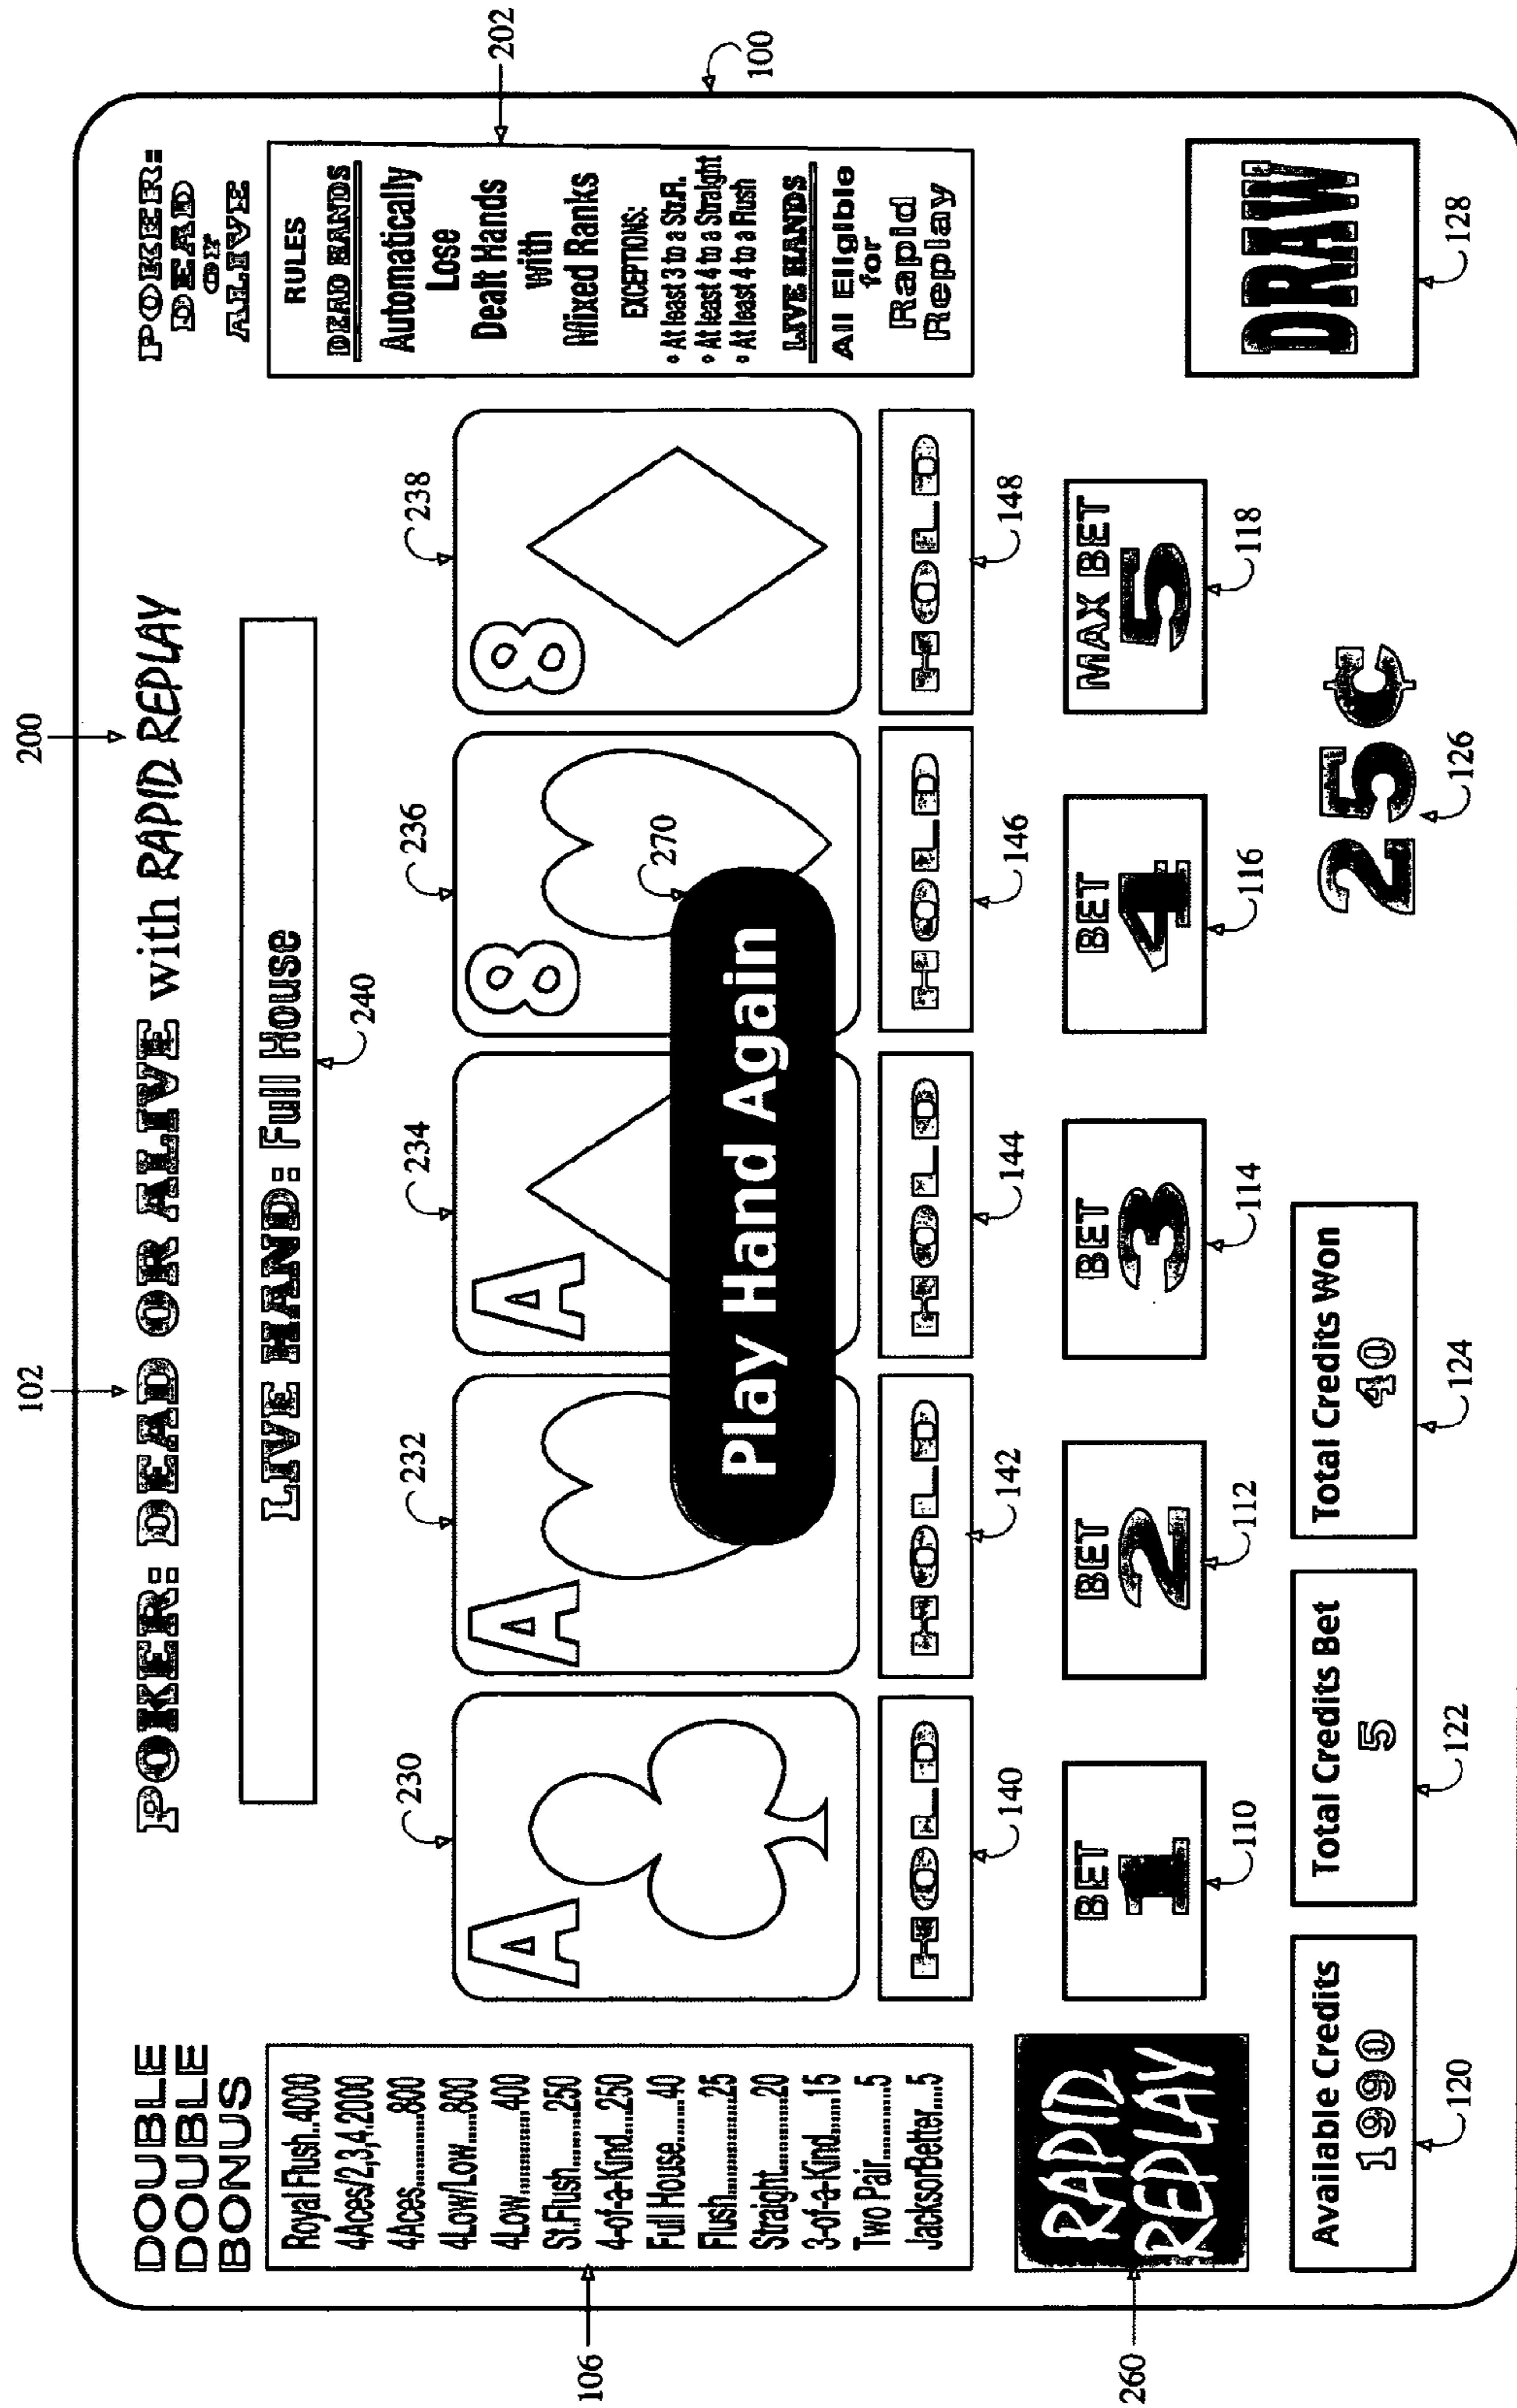 102
200
DOUBLE
DOUBLE
BONUS
POKER: DEAD OR ALIVE with RAPID REPLAY
POKER:
DEAD
OR
ALIVE
LIVE HAND: Full House
240
Royal Flush..4000
4Aces/2,3,4.2000
4Aces..........800
4Low/Low....800
4Low...........400
St.Flush.......250
4-of-a-Kind...250
Full House.....40
Flush............25
Straight.........20
3-of-a-Kind....15
Two Pair.......5
JacksorBetter....5
106
230
232
234
236
238
A
A
A
8
8
270
Play Hand Again
RULES
DEAD HANDS
Automatically
Lose
Dealt Hands
with
Mixed Ranks
EXCEPTIONS:
• At least 3 to a St.Fl.
• At least 4 to a Straight
• At least 4 to a Flush
LIVE HANDS
All Eligible
for
Rapid
Replay
202
100
HOLD
HOLD
HOLD
HOLD
HOLD
140
142
144
146
148
RAPID
REPLAY
260
BET
1
BET
2
BET
3
BET
4
MAX BET
5
110
112
114
116
118
Available Credits
1990
120
Total Credits Bet
5
122
Total Credits Won
40
124
25¢
126
DRAW
128